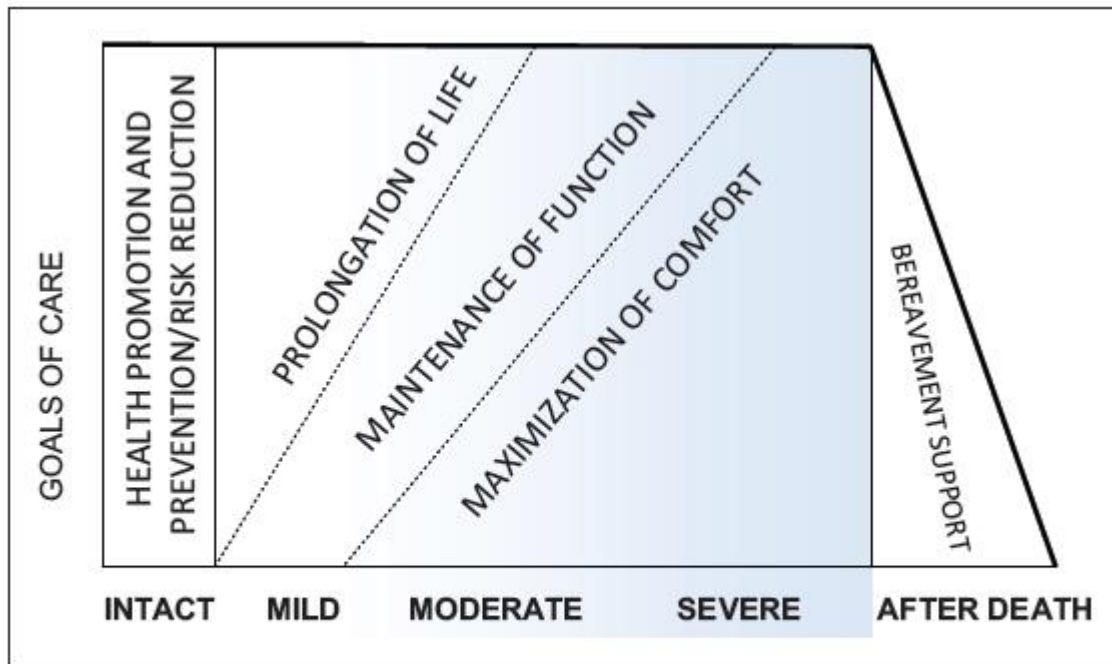 GOALS OF CARE
HEALTH PROMOTION AND
PREVENTION/RISK REDUCTION
PROLONGATION OF LIFE
MAINTENANCE OF FUNCTION
MAXIMIZATION OF COMFORT
BEREAVEMENT SUPPORT
INTACT MILD MODERATE SEVERE AFTER DEATH